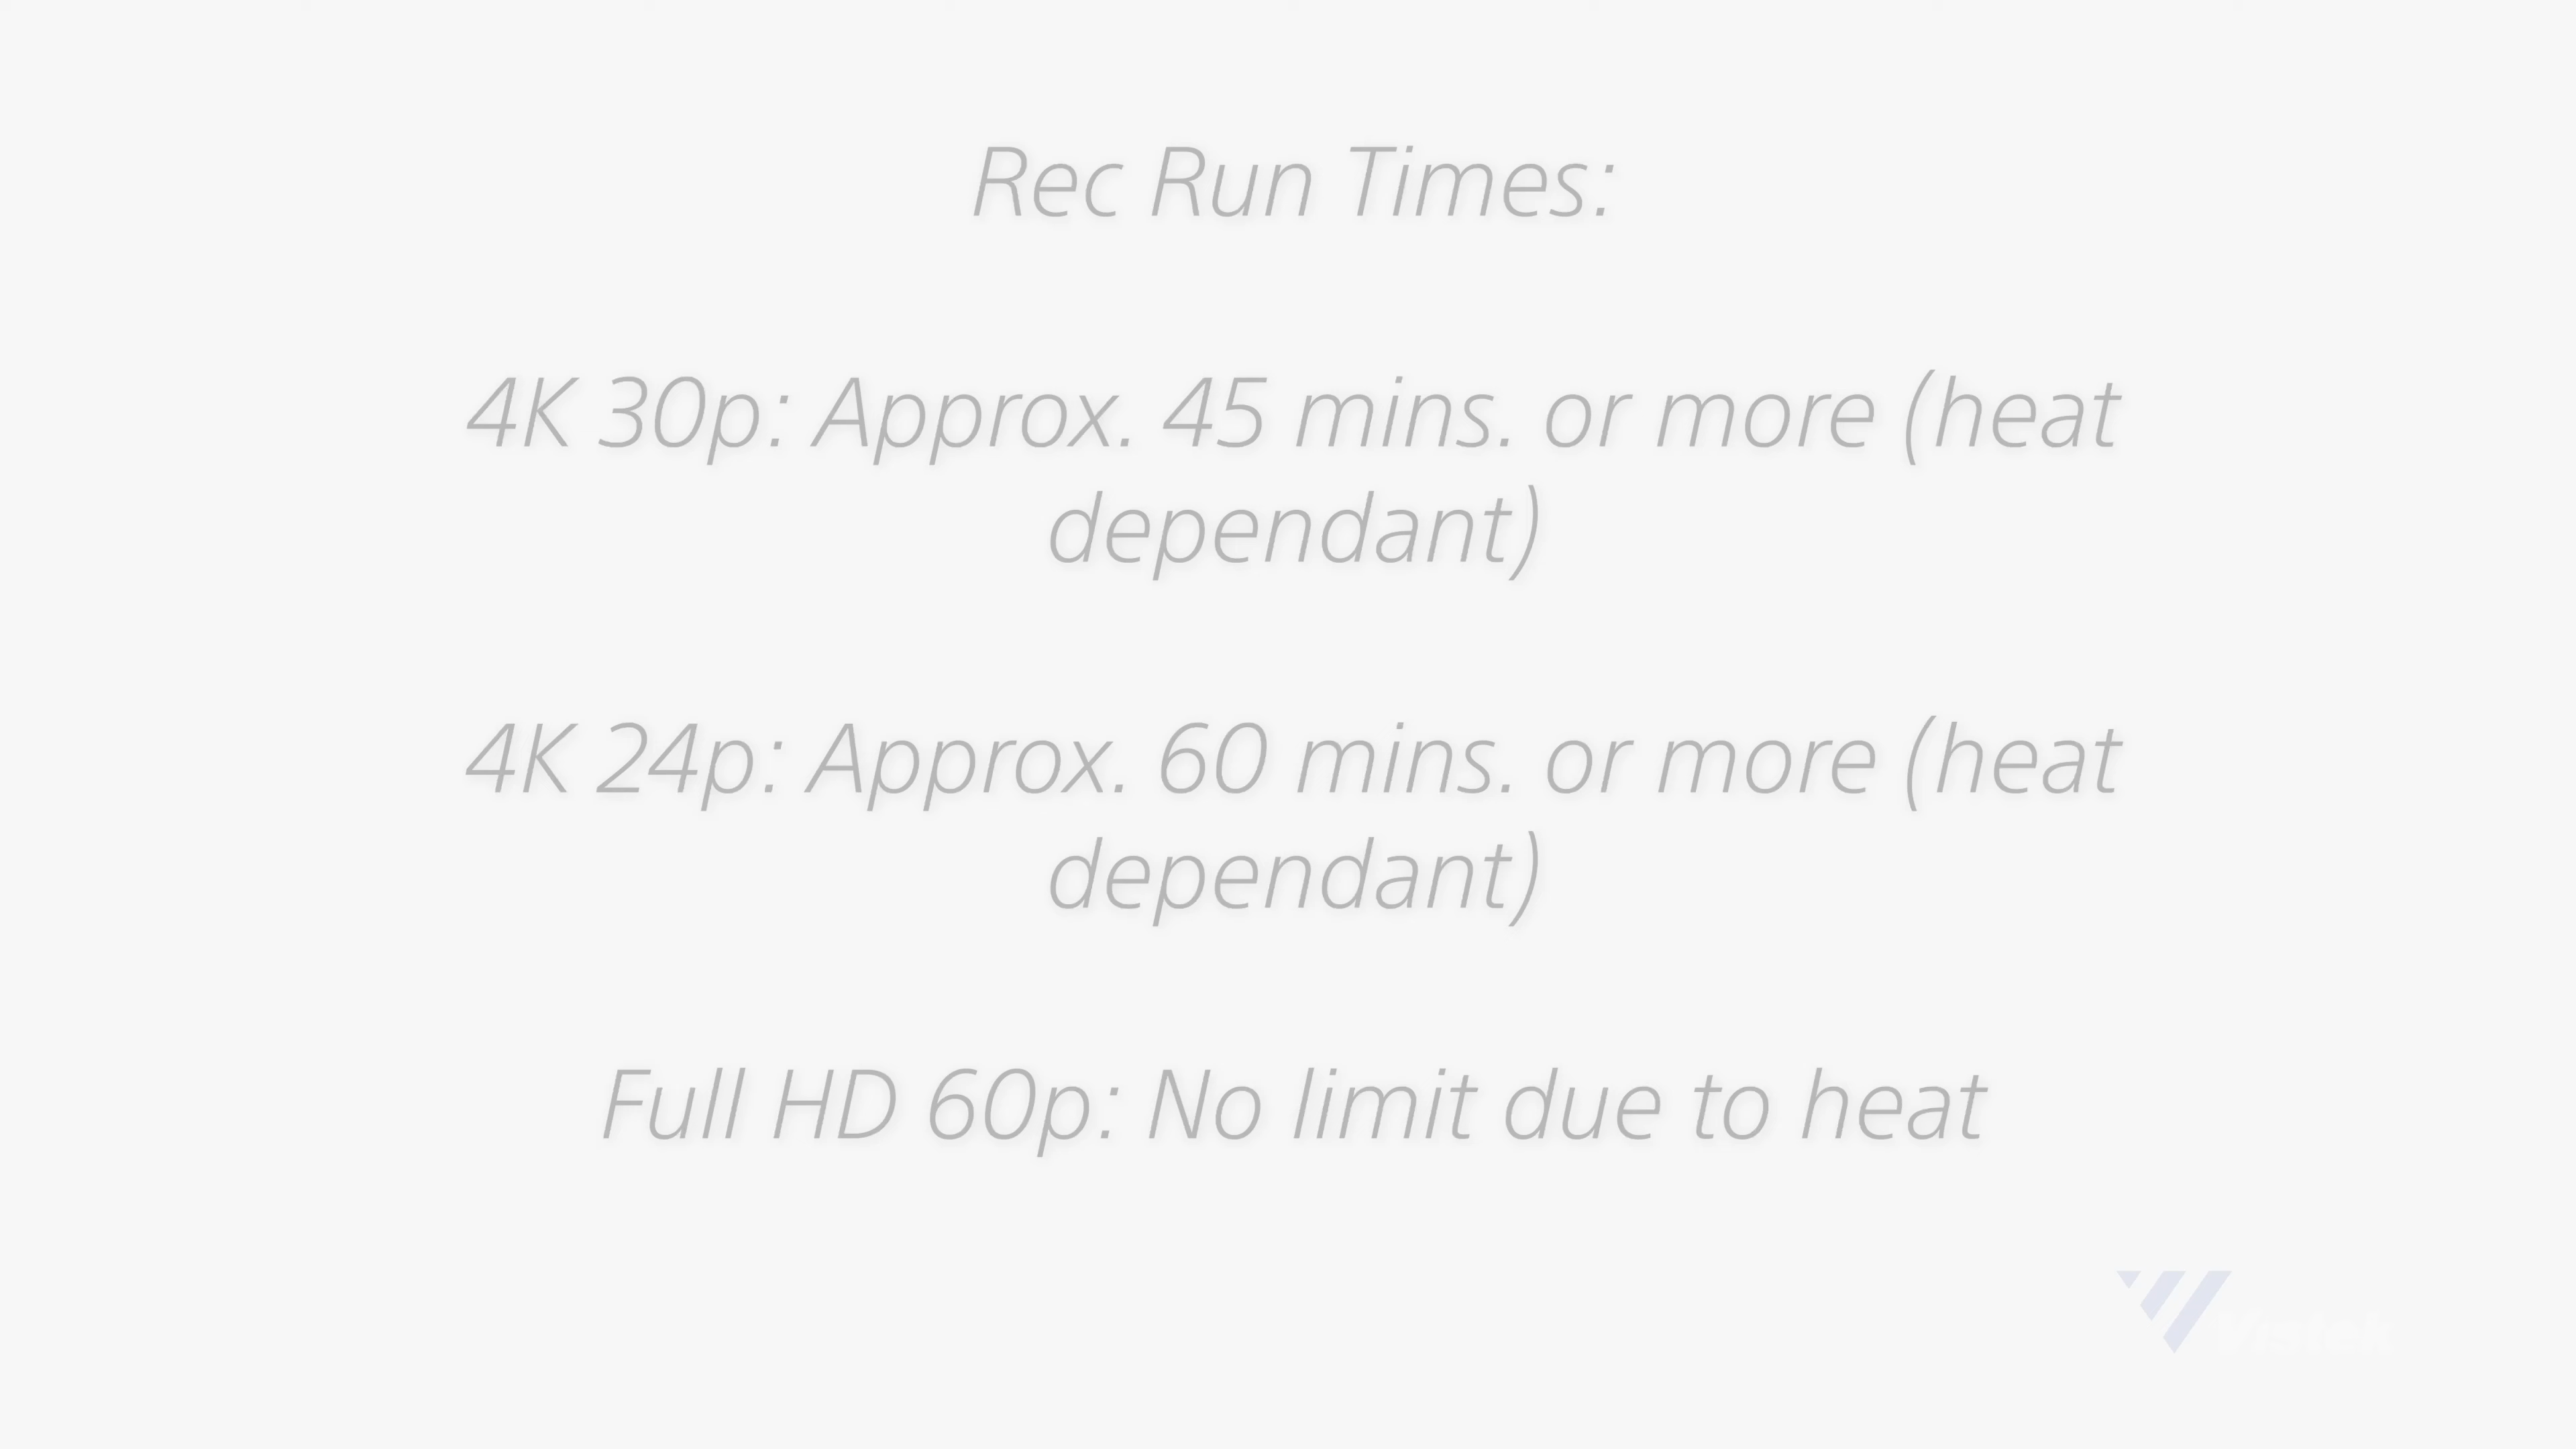 Rec Run Times:
4K 30p: Approx. 45 mins. or more (heat
dependant)
4K 24p: Approx. 60 mins. or more (heat
dependant)
Full HD 60p: No limit due to heat